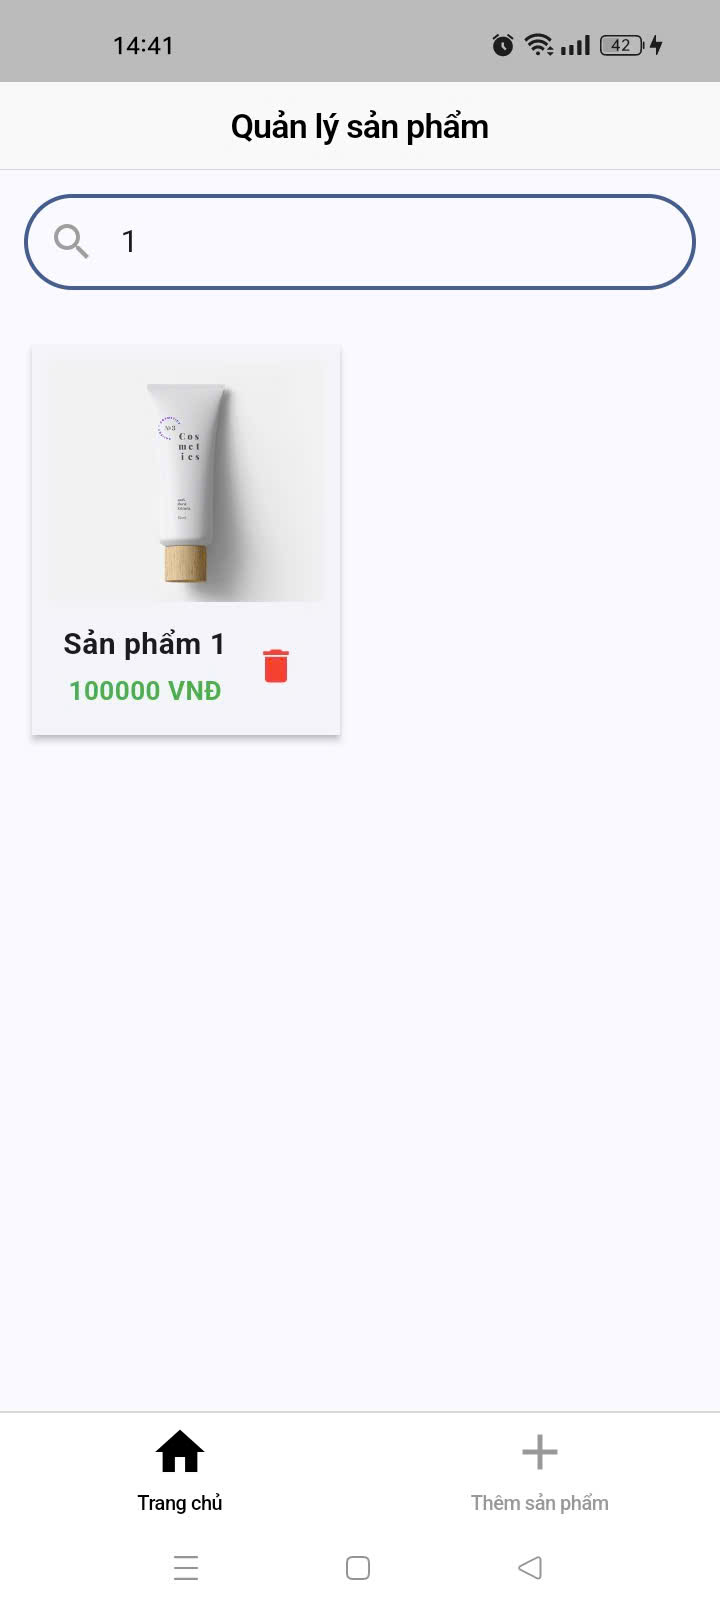 14:41
42
Quản lý sản phẩm
1
№3
Cos
met
ics
Sản phẩm 1
100000 VNĐ
Trang chủ
Thêm sản phẩm